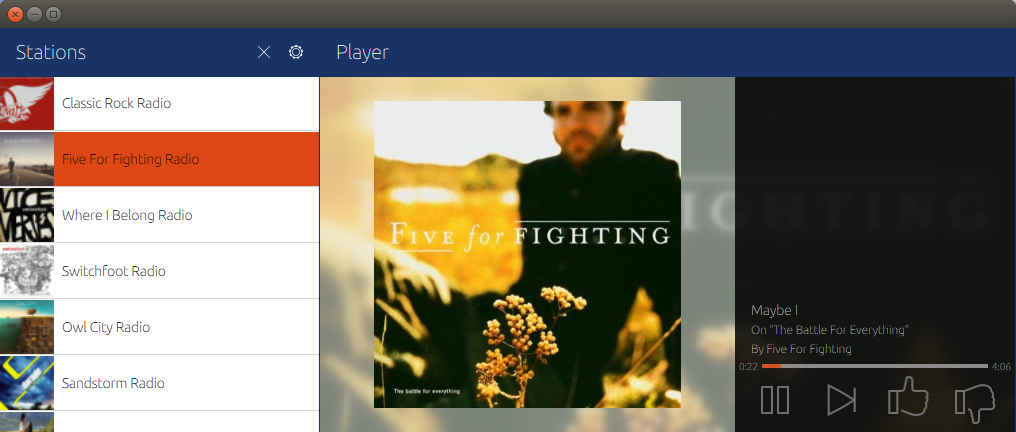 Stations
Player
Classic Rock Radio
Five For Fighting Radio
Where I Belong Radio
VICE
VERSES
Switchfoot Radio
Owl City Radio
Sandstorm Radio
FIVE for FIGHTING
The battle for everything
Maybe I
On "The Battle For Everything"
By Five For Fighting
0:22
4:06